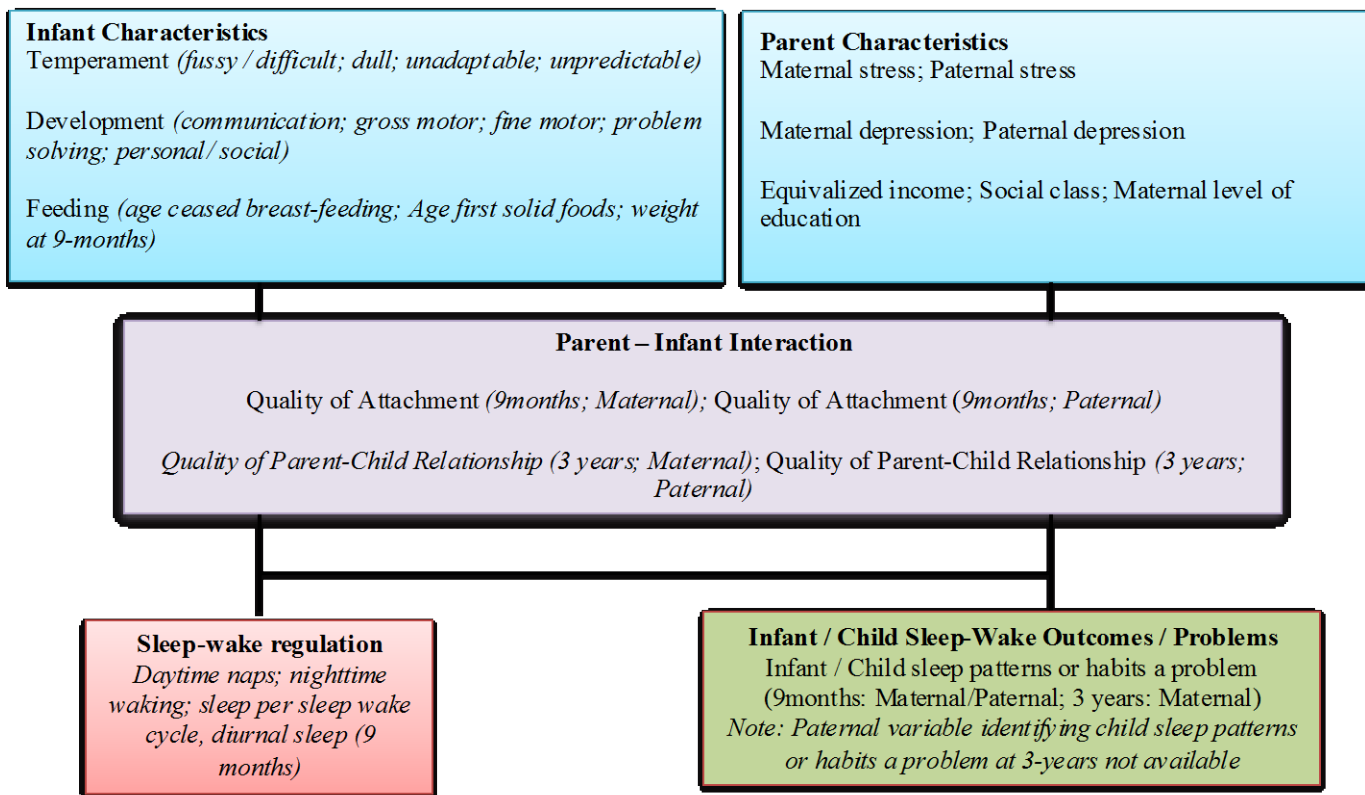 Infant Characteristics
Temperament (fussy / difficult; dull; unadaptable; unpredictable)
Development (communication; gross motor; fine motor; problem
solving; personal / social)
Feeding (age ceased breast-feeding; Age first solid foods; weight
at 9-months)
Parent Characteristics
Maternal stress; Paternal stress
Maternal depression; Paternal depression
Equivalized income; Social class; Maternal level of
education
Parent – Infant Interaction
Quality of Attachment (9months; Maternal); Quality of Attachment (9months; Paternal)
Quality of Parent-Child Relationship (3 years; Maternal); Quality of Parent-Child Relationship (3 years;
Paternal)
Sleep-wake regulation
Daytime naps; nighttime
waking; sleep per sleep wake
cycle, diurnal sleep (9
months)
Infant / Child Sleep-Wake Outcomes / Problems
Infant / Child sleep patterns or habits a problem
(9months: Maternal/Paternal; 3 years: Maternal)
Note: Paternal variable identifying child sleep patterns
or habits a problem at 3-years not available